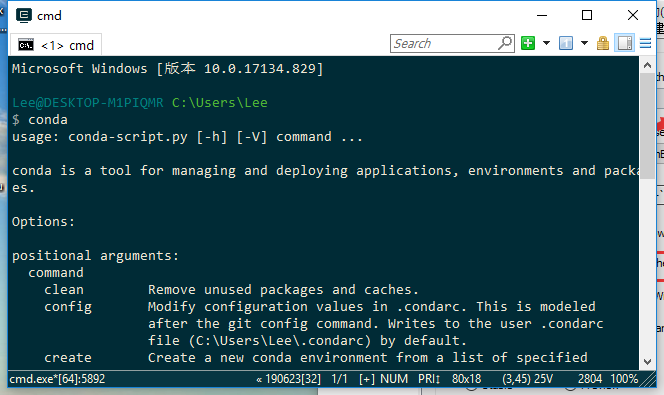 cmd
<1> cmd
Search
Microsoft Windows [版本 10.0.17134.829]
Lee@DESKTOP-M1PIQMR C:\Users\Lee
$ conda
usage: conda-script.py [-h] [-V] command ...
conda is a tool for managing and deploying applications, environments and packa
es.
Options:
positional arguments:
command
clean Remove unused packages and caches.
config Modify configuration values in .condarc. This is modeled
after the git config command. Writes to the user .condarc
file (C:\Users\Lee\.condarc) by default.
create Create a new conda environment from a list of specified
cmd.exe*[64]:5892 « 190623[32] 1/1 [+] NUM PRI↕ 80x18 (3,45) 25V 2804 100%